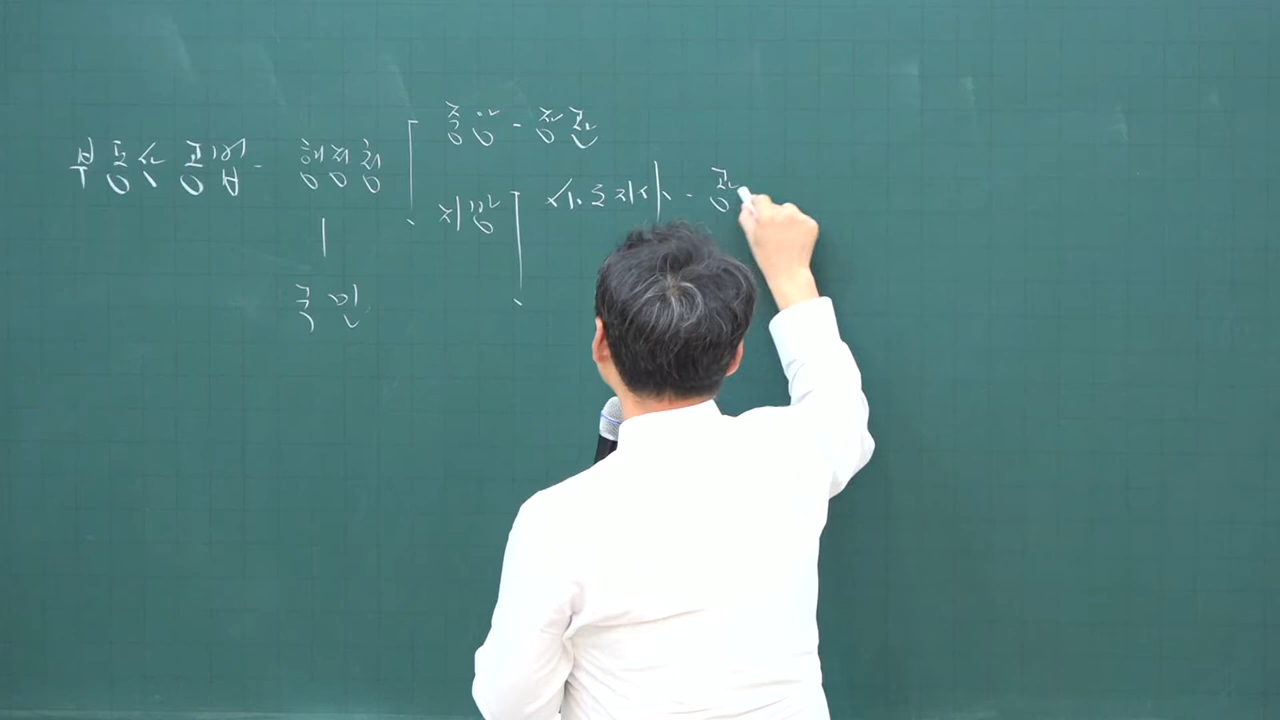 부동산 공법 - 행정청
중앙 - 장관
지방
시·도지사 - 광
국민